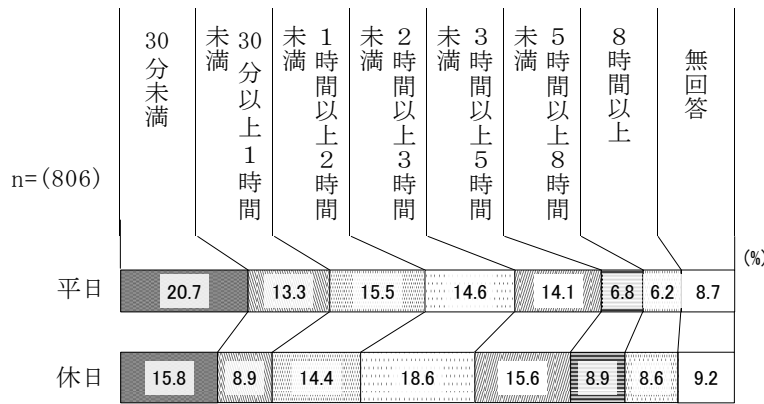 30分未満
30分以上1時間
未満
1時間以上2時間
未満
2時間以上3時間
未満
3時間以上5時間
未満
5時間以上8時間
未満
8時間以上
無回答
n=(806)
(%)
平日 20.7 13.3 15.5 14.6 14.1 6.8 6.2 8.7
休日 15.8 8.9 14.4 18.6 15.6 8.9 8.6 9.2